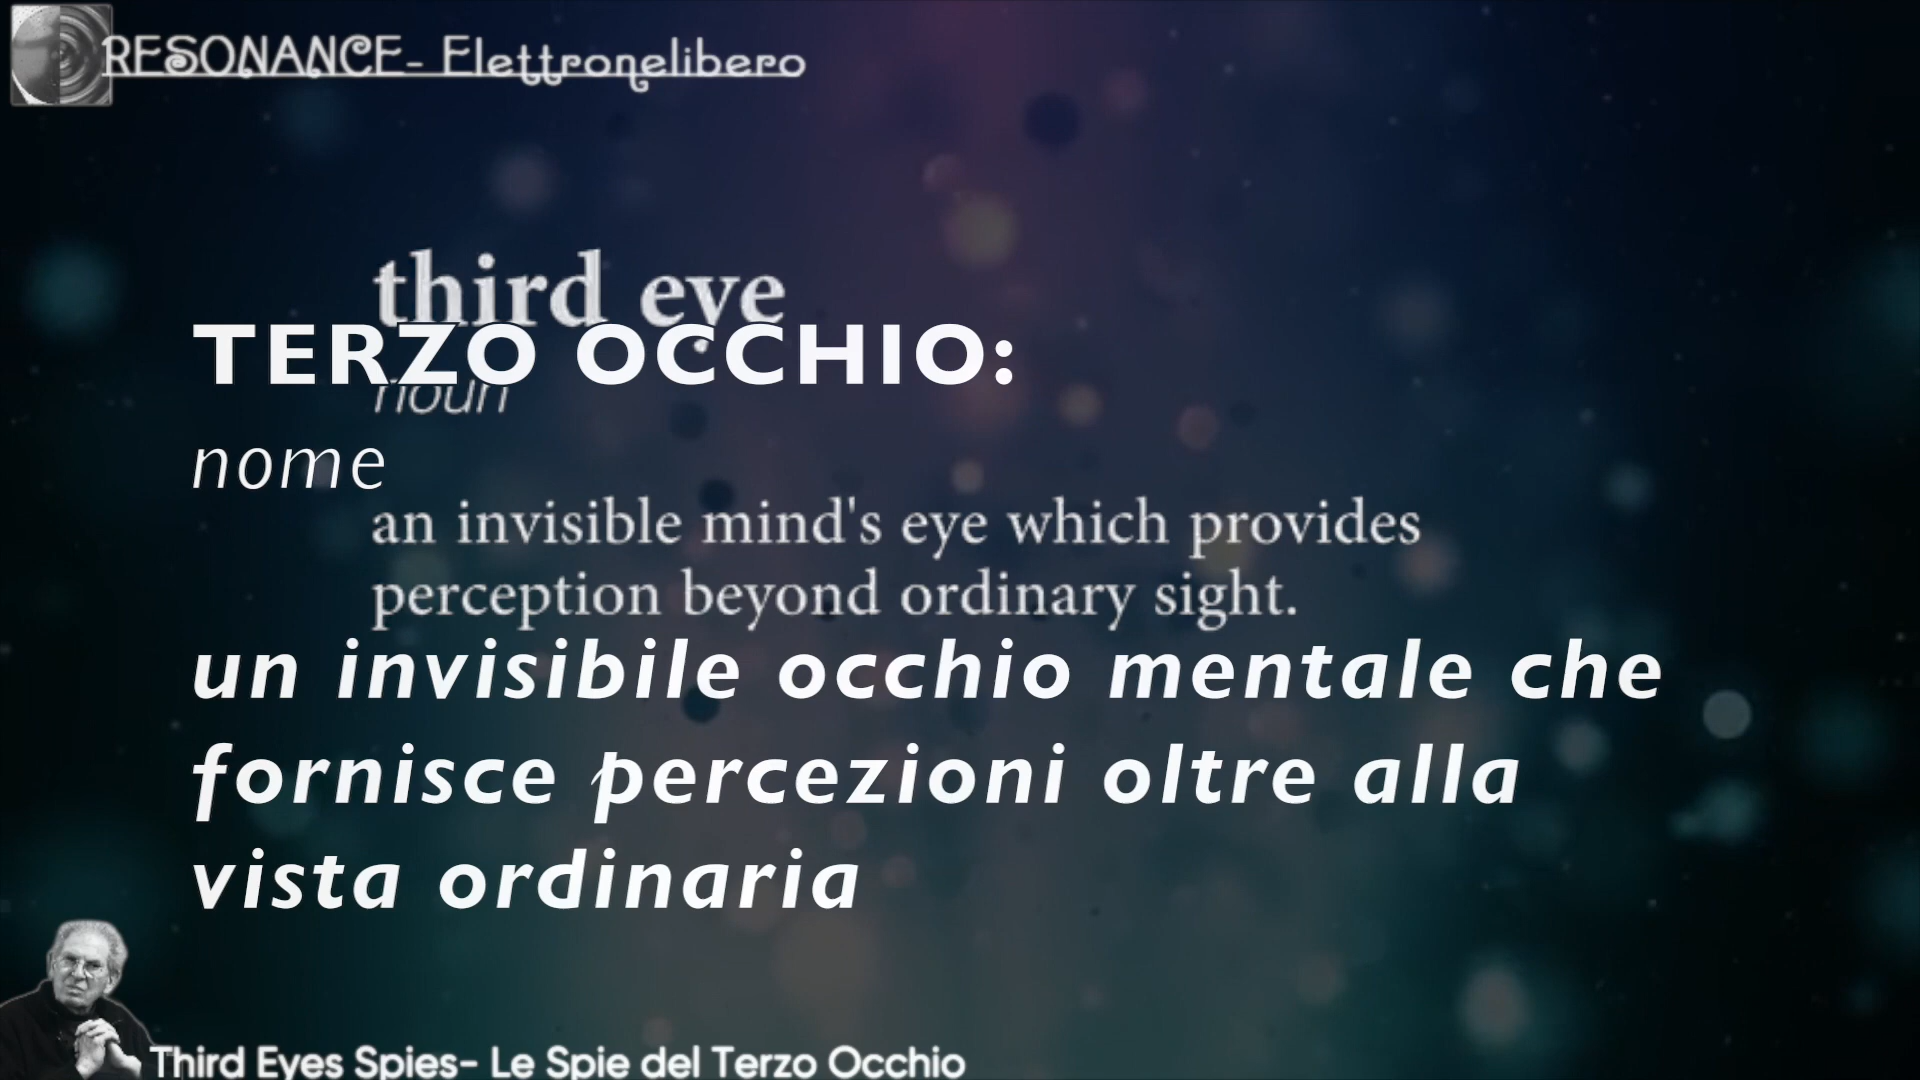 RESONANCE- Elettronelibero
third eye
TERZO OCCHIO:
noun
nome
an invisible mind's eye which provides
perception beyond ordinary sight.
un invisibile occhio mentale che
fornisce percezioni oltre alla
vista ordinaria
Third Eyes Spies- Le Spie del Terzo Occhio